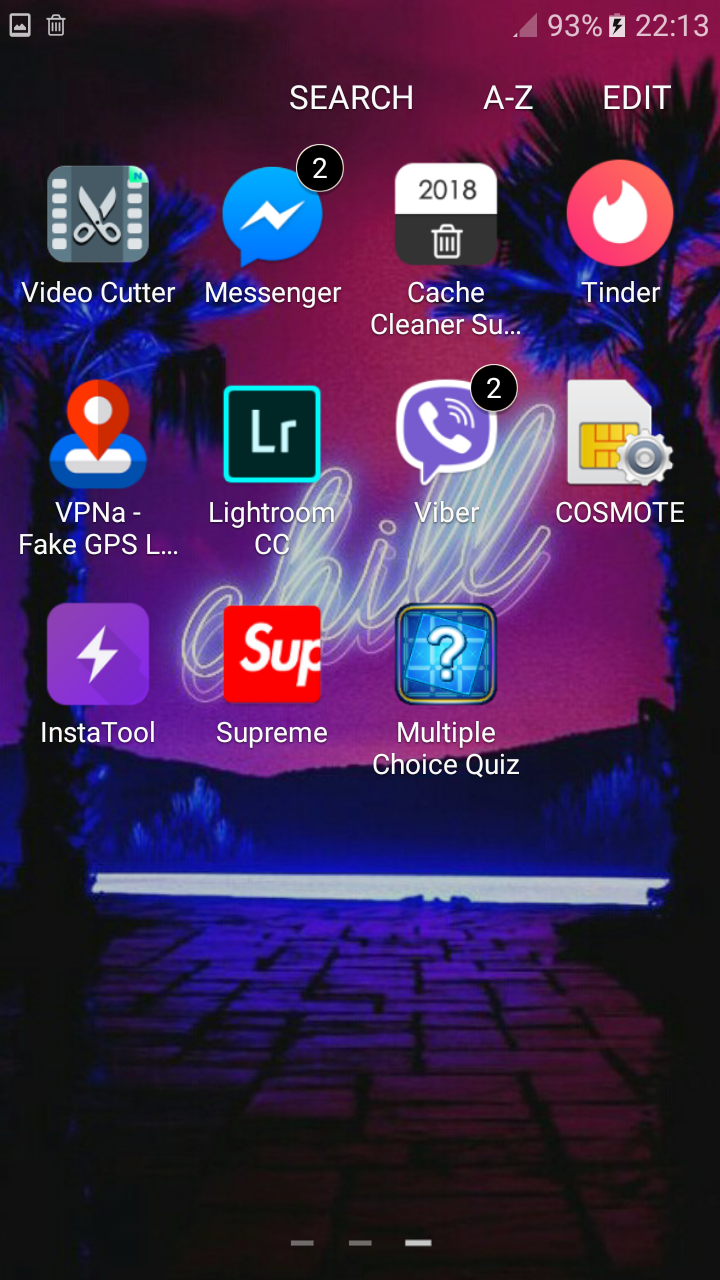 93% 22:13
SEARCH A-Z EDIT
2
2018
N
Video Cutter Messenger Cache Tinder
Cleaner Su...
2
Lr
VPNa - Lightroom Viber COSMOTE
Fake GPS L... CC
chill
Sup
?
InstaTool Supreme Multiple
Choice Quiz